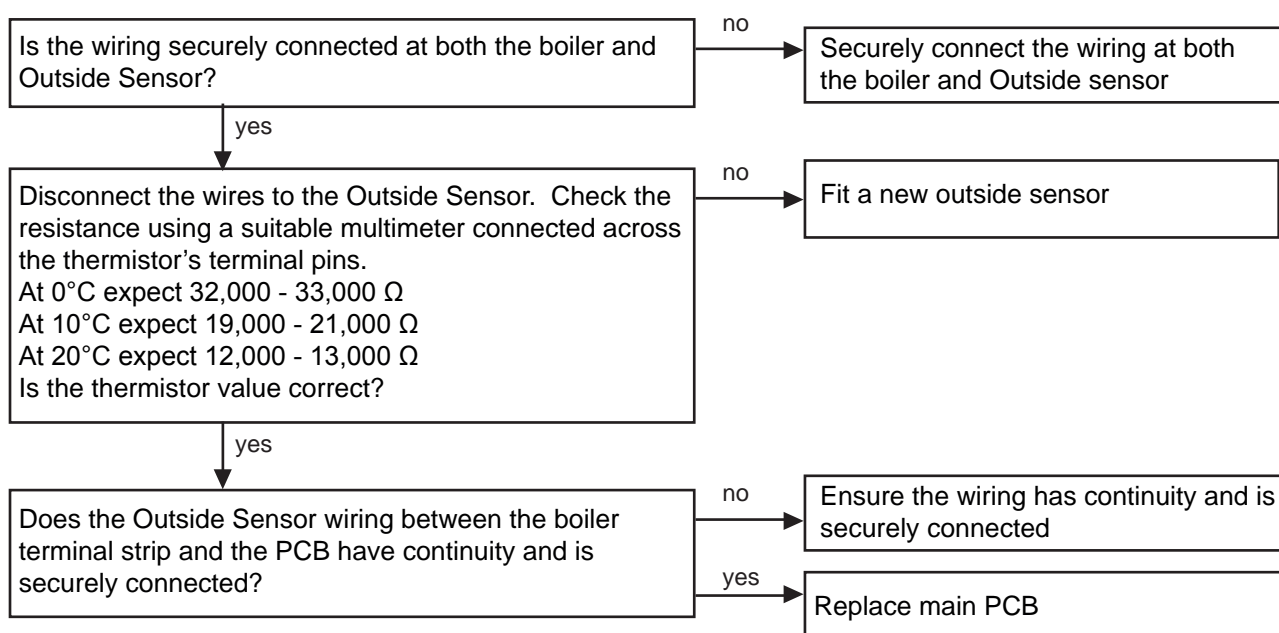 Is the wiring securely connected at both the boiler and
Outside Sensor?
no
Securely connect the wiring at both
the boiler and Outside sensor
yes
Disconnect the wires to the Outside Sensor.  Check the
resistance using a suitable multimeter connected across
the thermistor’s terminal pins.
At 0°C expect 32,000 - 33,000 Ω
At 10°C expect 19,000 - 21,000 Ω
At 20°C expect 12,000 - 13,000 Ω
Is the thermistor value correct?
no
Fit a new outside sensor
yes
Does the Outside Sensor wiring between the boiler
terminal strip and the PCB have continuity and is
securely connected?
no
Ensure the wiring has continuity and is
securely connected
yes
Replace main PCB